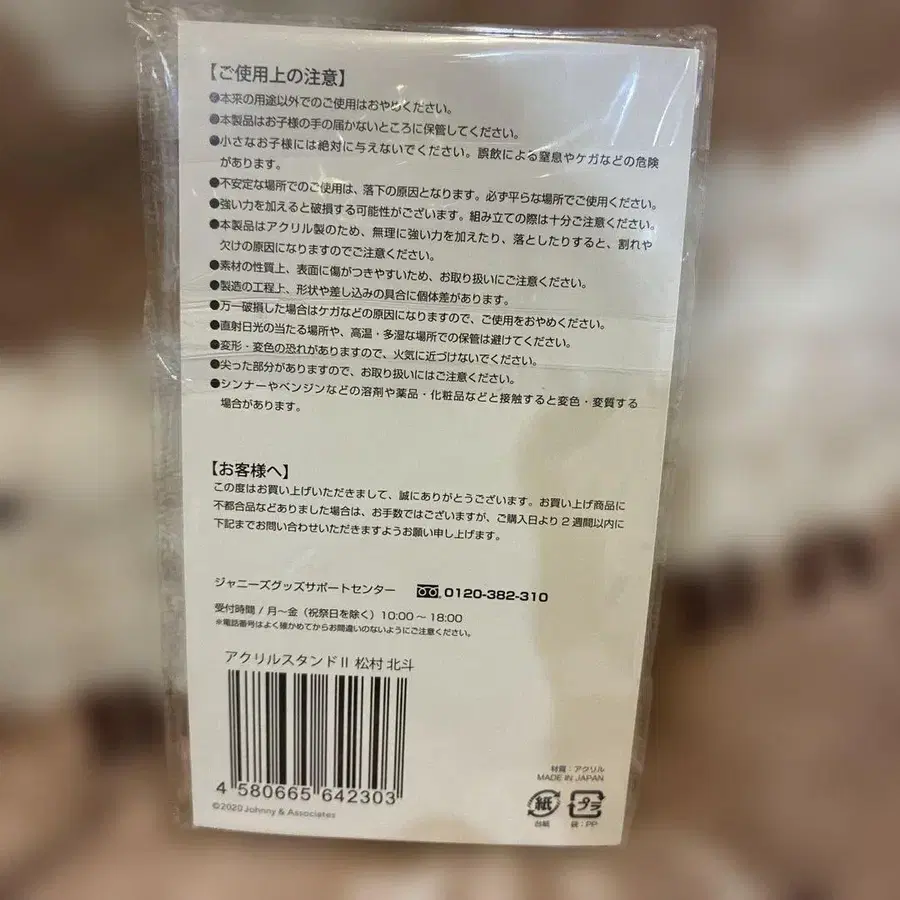 【ご使用上の注意】
●本来の用途以外でのご使用はおやめください。
●本製品はお子様の手の届かないところに保管してください。
●小さなお子様には絶対に与えないでください。誤飲による窒息やケガなどの危険
があります。
●不安定な場所でのご使用は、落下の原因となります。必ず平らな場所でご使用ください。
●強い力を加えると破損する可能性がございます。組み立ての際は十分ご注意ください。
●本製品はアクリル製のため、無理に強い力を加えたり、落としたりすると、割れや
欠けの原因になりますのでご注意ください。
●素材の性質上、表面に傷がつきやすいため、お取り扱いにご注意ください。
●製造の工程上、形状や差し込みの具合に個体差があります。
●万一破損した場合はケガなどの原因になりますので、ご使用をおやめください。
●直射日光の当たる場所や、高温・多湿な場所での保管は避けてください。
●変形・変色の恐れがありますので、火気に近づけないでください。
●尖った部分がありますので、お取り扱いにはご注意ください。
●シンナーやベンジンなどの溶剤や薬品・化粧品などと接触すると変色・変質する
場合があります。
【お客様へ】
この度はお買い上げいただきまして、誠にありがとうございます。お買い上げ商品に
不都合品などありました場合は、お手数ではございますが、ご購入日より2週間以内に
下記までお問い合わせいただきますようお願い申し上げます。
ジャニーズグッズサポートセンター 0120-382-310
受付時間 / 月～金（祝祭日を除く）10:00～18:00
※電話番号はよく確かめてからお間違いのないようにご注意ください。
アクリルスタンドⅡ 松村 北斗
4 580665 642303
©2020 Johnny & Associates
材質：アクリル
MADE IN JAPAN
紙 プラ
台紙 袋：PP